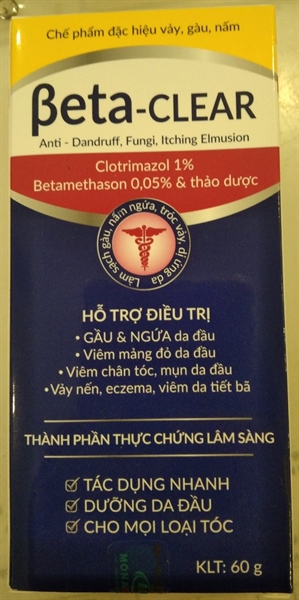 Chế phẩm đặc hiệu vảy, gàu, nấm
βeta-CLEAR
Anti - Dandruff, Fungi, Itching Elmusion
Clotrimazol 1%
Betamethason 0,05% & thảo dược
Làm sạch gàu, nấm ngứa, tróc vảy, dị ứng da
HỖ TRỢ ĐIỀU TRỊ
• GẦU & NGỨA da đầu
• Viêm mảng đỏ da đầu
• Viêm chân tóc, mụn da đầu
• Vảy nến, eczema, viêm da tiết bã
THÀNH PHẦN THỰC CHỨNG LÂM SÀNG
☑ TÁC DỤNG NHANH
☑ DƯỠNG DA ĐẦU
☑ CHO MỌI LOẠI TÓC
KLT: 60 g